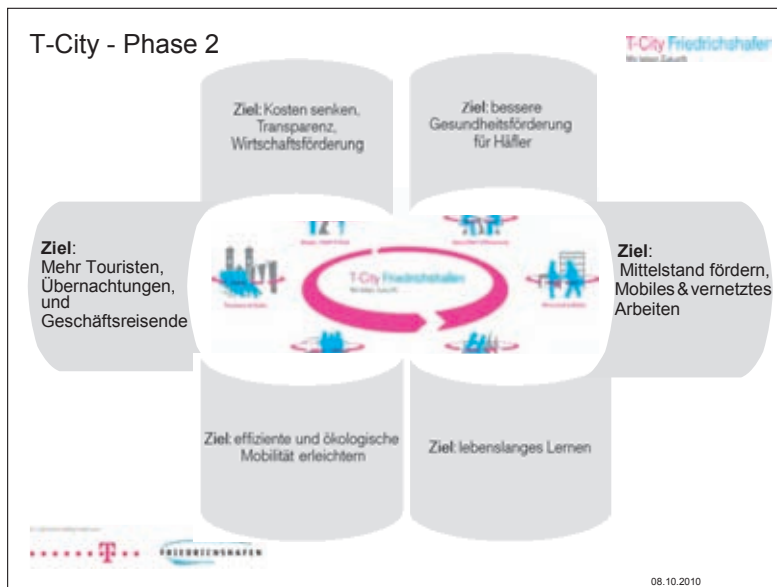 T-City - Phase 2
T-City Friedrichshafen
Ziel: Kosten senken,
Transparenz,
Wirtschaftsförderung
Ziel: bessere
Gesundheitsförderung
für Häfler
Ziel:
Mehr Touristen,
Übernachtungen,
und
Geschäftsreisende
T-City Friedrichshafen
Ziel:
Mittelstand fördern,
Mobiles & vernetztes
Arbeiten
Ziel: effiziente und ökologische
Mobilität erleichtern
Ziel: lebenslanges Lernen
T
FRIEDRICHSHAFEN
08.10.2010